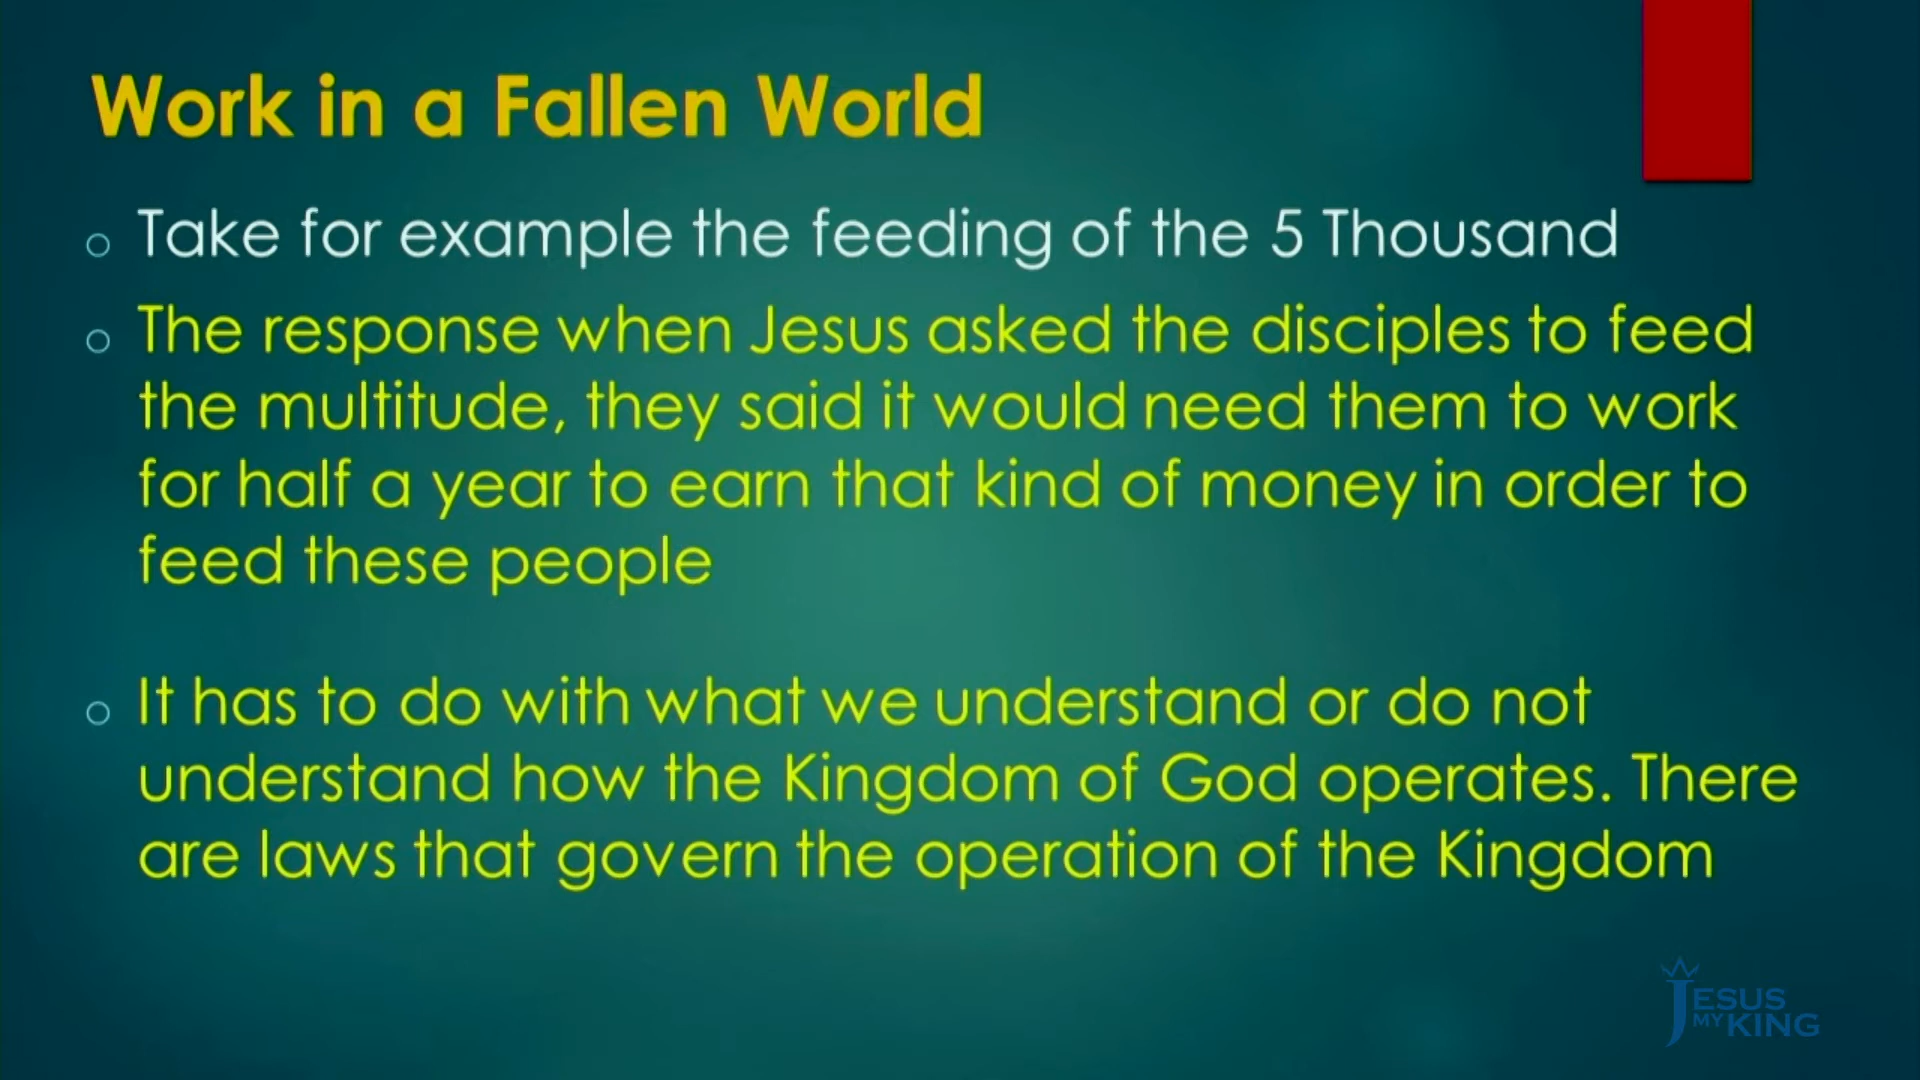 Work in a Fallen World
Take for example the feeding of the 5 Thousand
The response when Jesus asked the disciples to feed
the multitude, they said it would need them to work
for half a year to earn that kind of money in order to
feed these people
It has to do with what we understand or do not
understand how the Kingdom of God operates. There
are laws that govern the operation of the Kingdom
JESUS
MY KING